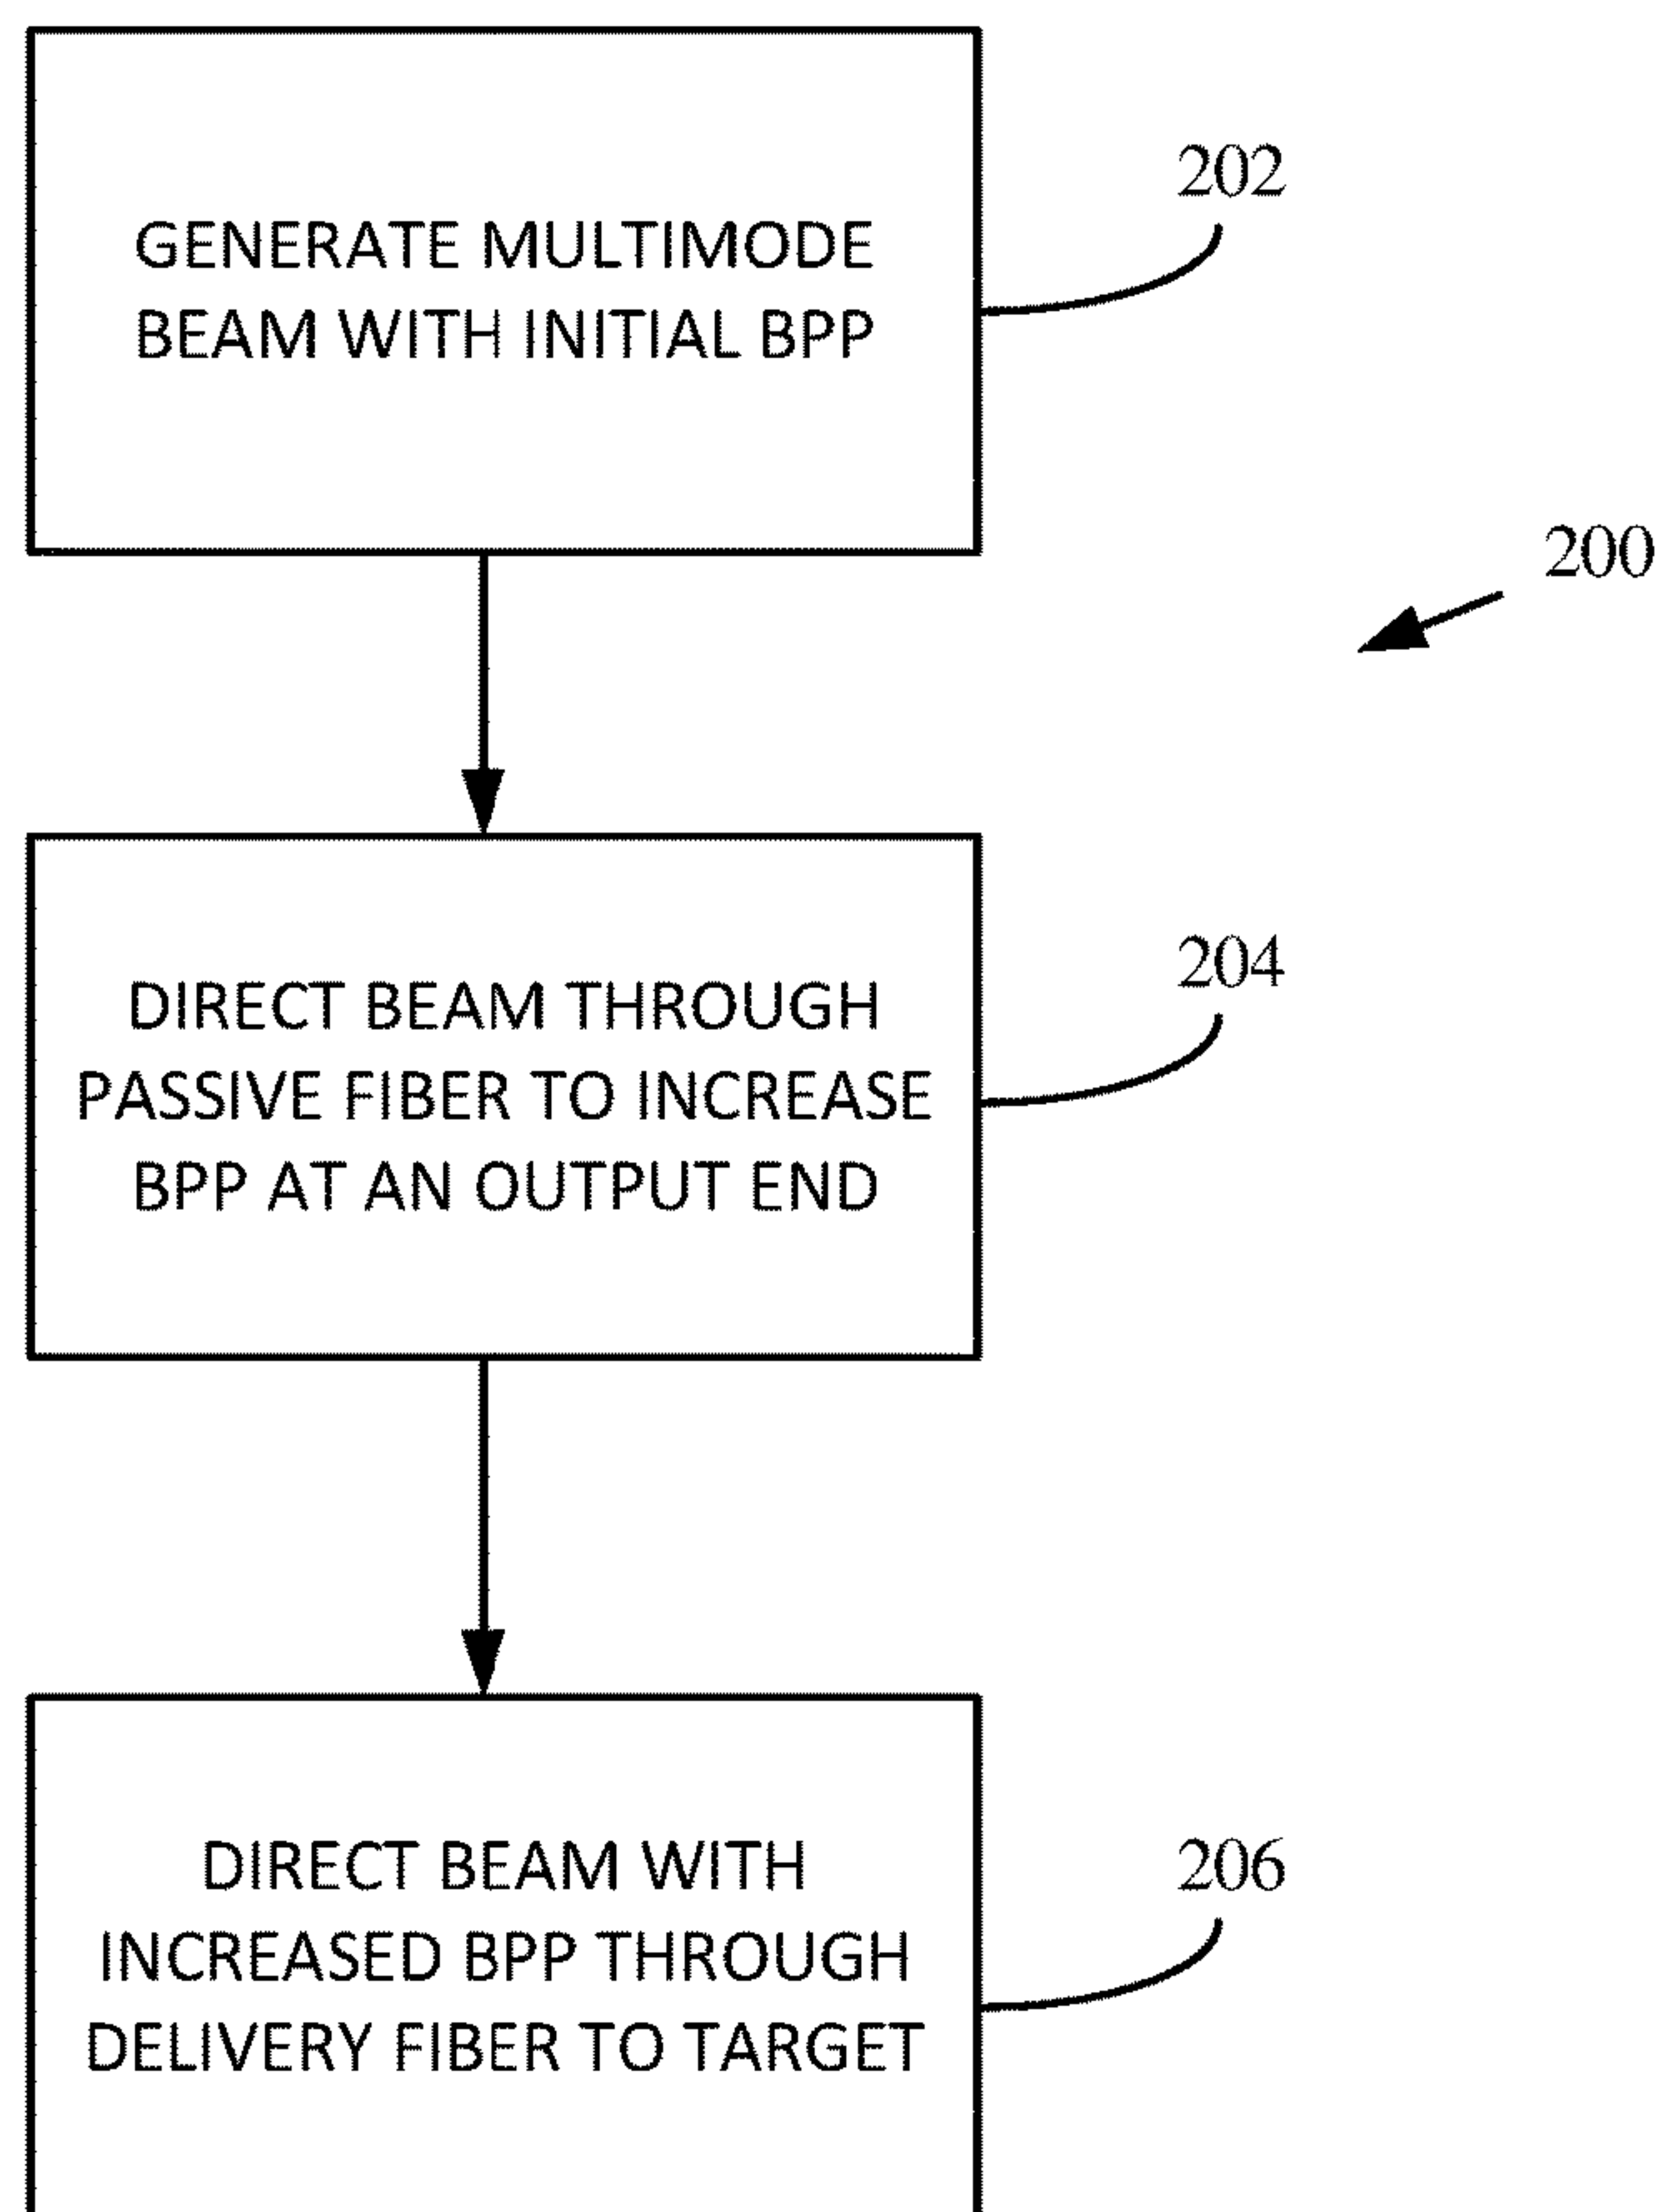 GENERATE MULTIMODE
BEAM WITH INITIAL BPP
202
200
DIRECT BEAM THROUGH
PASSIVE FIBER TO INCREASE
BPP AT AN OUTPUT END
204
DIRECT BEAM WITH
INCREASED BPP THROUGH
DELIVERY FIBER TO TARGET
206